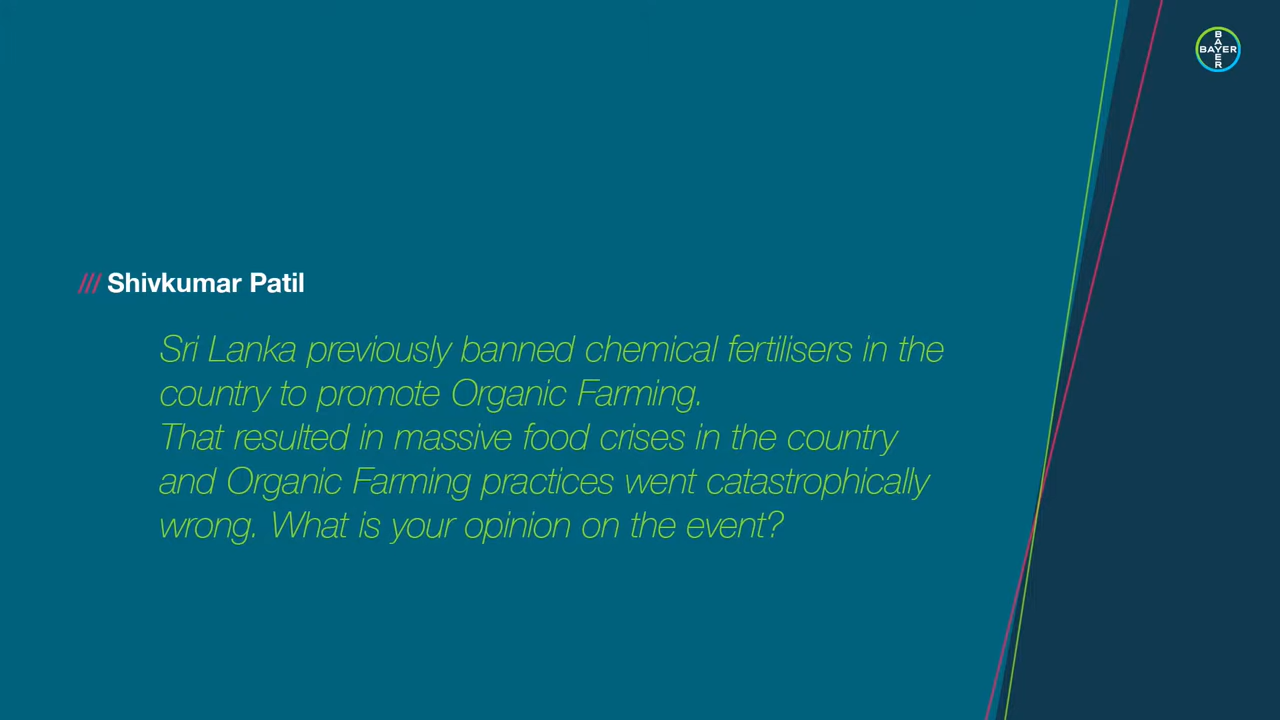 BAYER
BAYER
/// Shivkumar Patil
Sri Lanka previously banned chemical fertilisers in the
country to promote Organic Farming.
That resulted in massive food crises in the country
and Organic Farming practices went catastrophically
wrong. What is your opinion on the event?